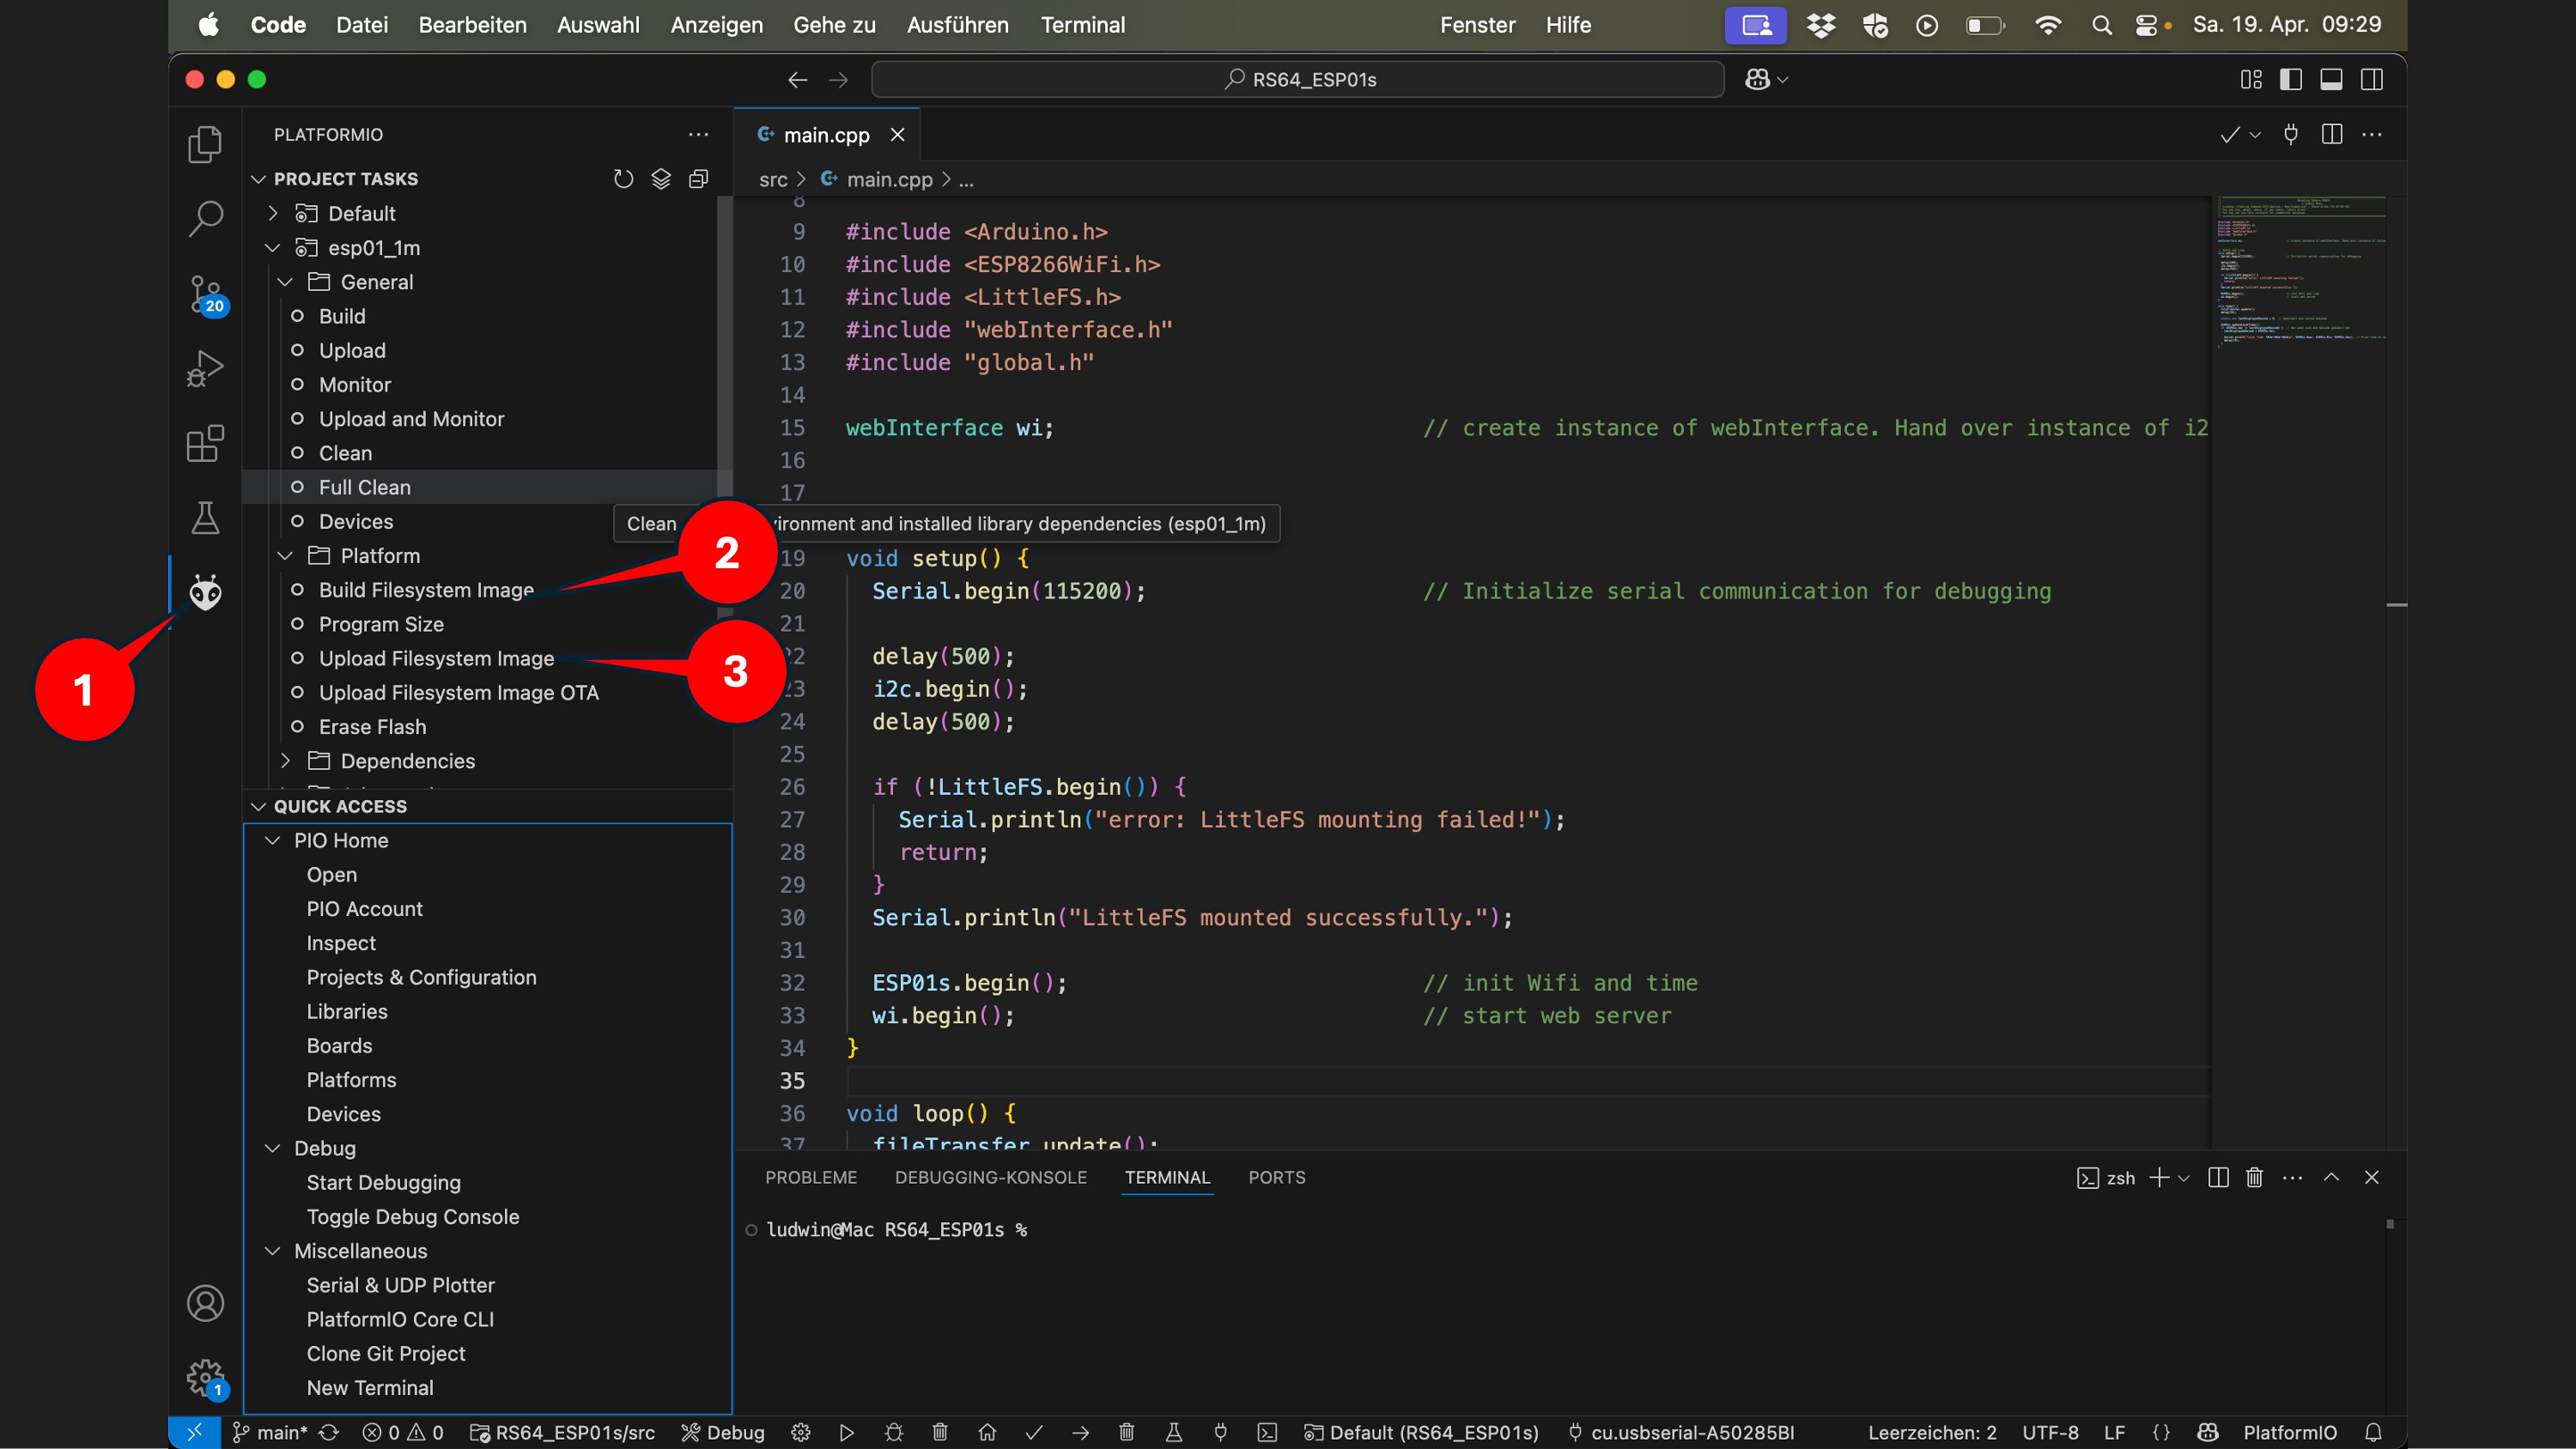 Code Datei Bearbeiten Auswahl Anzeigen Gehe zu Ausführen Terminal Fenster Hilfe Sa. 19. Apr. 09:29
RS64_ESP01s
PLATFORMIO
PROJECT TASKS
Default
esp01_1m
General
Build
Upload
Monitor
Upload and Monitor
Clean
Full Clean
Devices
Platform
Build Filesystem Image
Program Size
Upload Filesystem Image
Upload Filesystem Image OTA
Erase Flash
Dependencies
QUICK ACCESS
PIO Home
Open
PIO Account
Inspect
Projects & Configuration
Libraries
Boards
Platforms
Devices
Debug
Start Debugging
Toggle Debug Console
Miscellaneous
Serial & UDP Plotter
PlatformIO Core CLI
Clone Git Project
New Terminal
20
1
1
2
3
Clean ironment and installed library dependencies (esp01_1m)
main.cpp
src > main.cpp > ...
8
9 #include <Arduino.h>
10 #include <ESP8266WiFi.h>
11 #include <LittleFS.h>
12 #include "webInterface.h"
13 #include "global.h"
14
15 webInterface wi; // create instance of webInterface. Hand over instance of i2
16
17
19 void setup() {
20 Serial.begin(115200); // Initialize serial communication for debugging
21
22 delay(500);
23 i2c.begin();
24 delay(500);
25
26 if (!LittleFS.begin()) {
27 Serial.println("error: LittleFS mounting failed!");
28 return;
29 }
30 Serial.println("LittleFS mounted successfully.");
31
32 ESP01s.begin(); // init Wifi and time
33 wi.begin(); // start web server
34 }
35
36 void loop() {
37 fileTransfer.update();
PROBLEME DEBUGGING-KONSOLE TERMINAL PORTS zsh
ludwin@Mac RS64_ESP01s %
main* 0 0 RS64_ESP01s/src Debug Default (RS64_ESP01s) cu.usbserial-A50285BI Leerzeichen: 2 UTF-8 LF {} PlatformIO